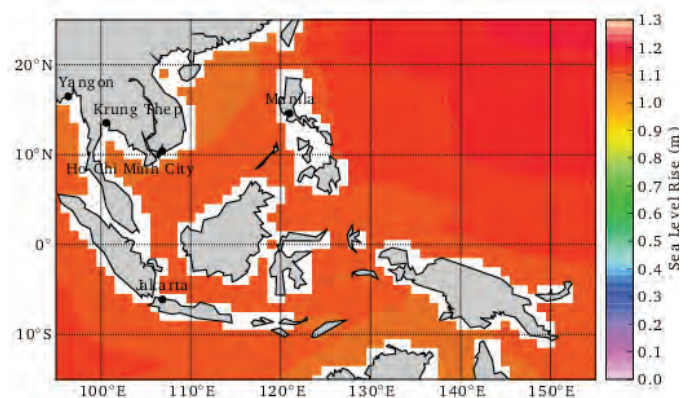 20°N
10°N
0°
10°S
100°E
110°E
120°E
130°E
140°E
150°E
Yangon
Krung Thep
Manila
Ho Chi Minh City
Jakarta
1.3
1.2
1.1
1.0
0.9
0.8
0.7
0.6
0.5
0.4
0.3
0.2
0.1
0.0
Sea Level Rise (m)